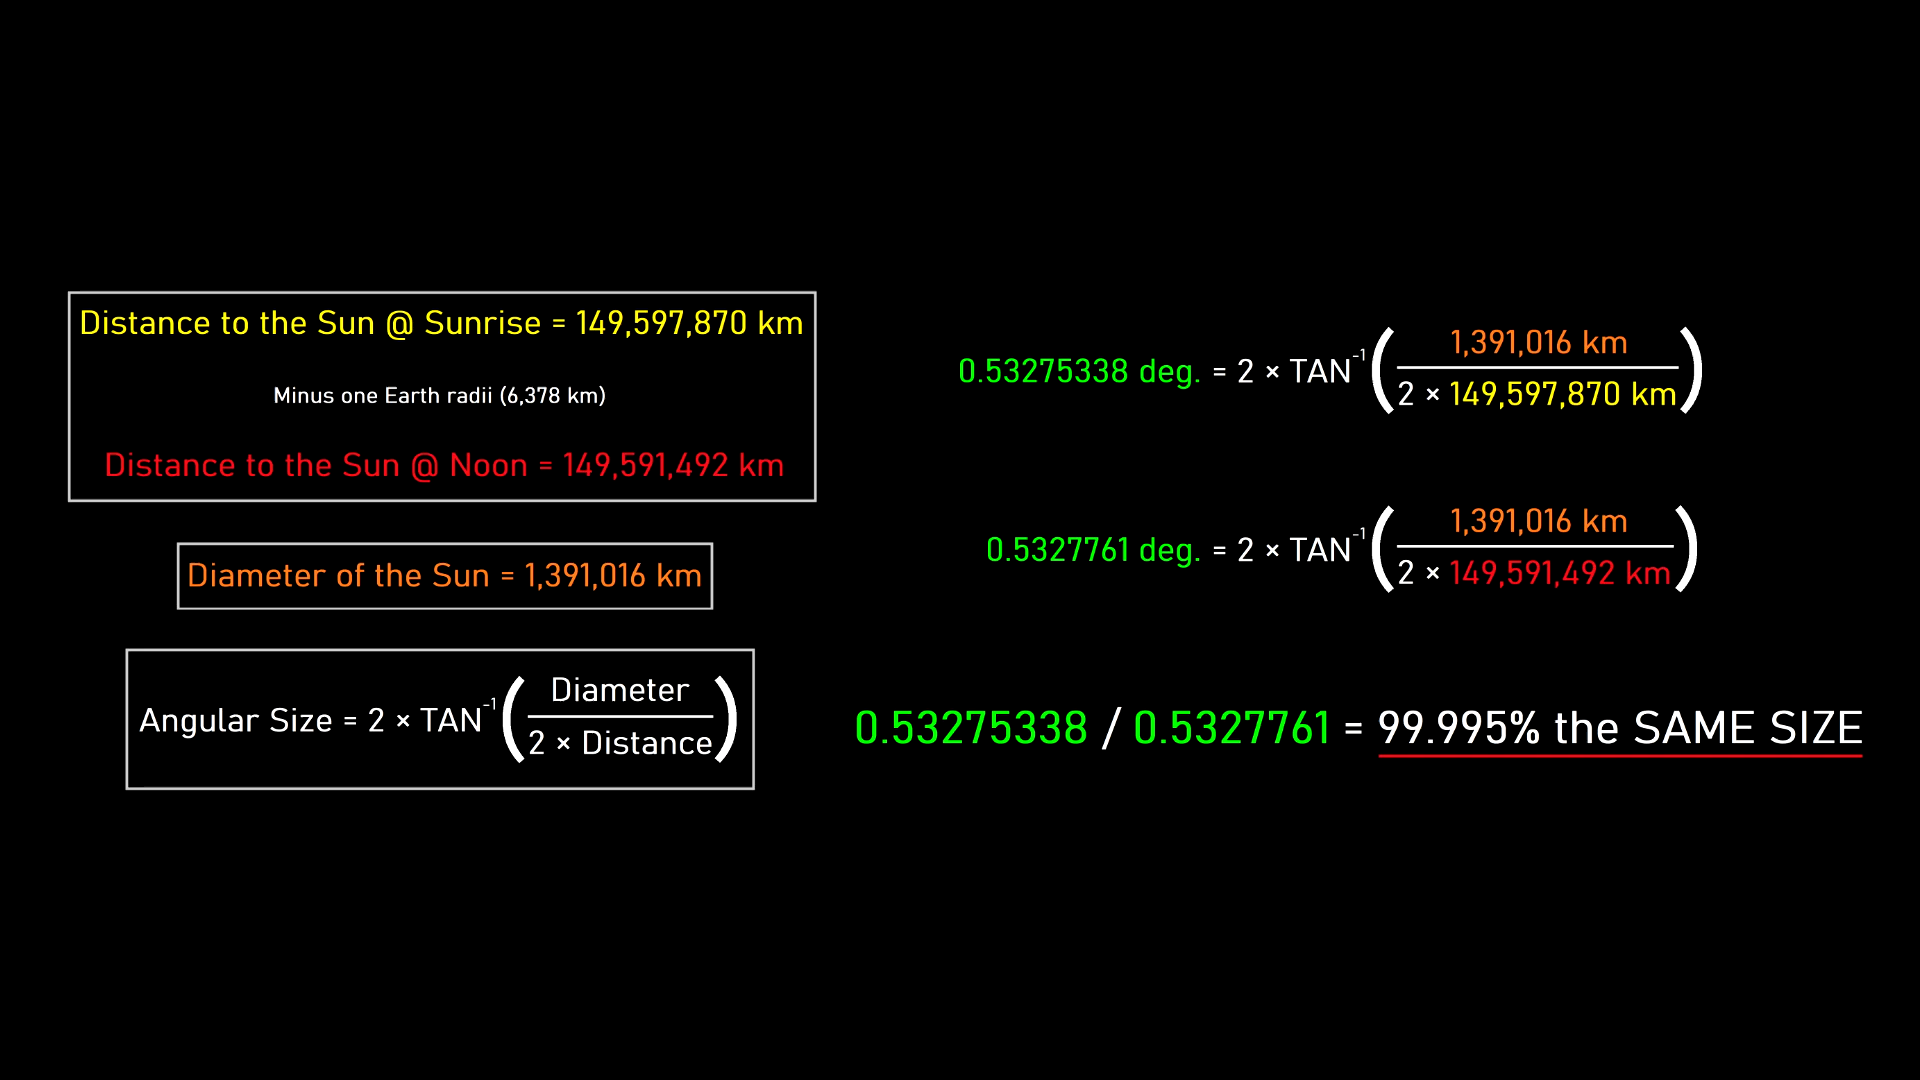 Distance to the Sun @ Sunrise = 149,597,870 km
Minus one Earth radii (6,378 km)
Distance to the Sun @ Noon = 149,591,492 km
Diameter of the Sun = 1,391,016 km
Angular Size = 2 × TAN⁻¹(Diameter / 2 × Distance)
0.53275338 deg. = 2 × TAN⁻¹(1,391,016 km / 2 × 149,597,870 km)
0.5327761 deg. = 2 × TAN⁻¹(1,391,016 km / 2 × 149,591,492 km)
0.53275338 / 0.5327761 = 99.995% the SAME SIZE